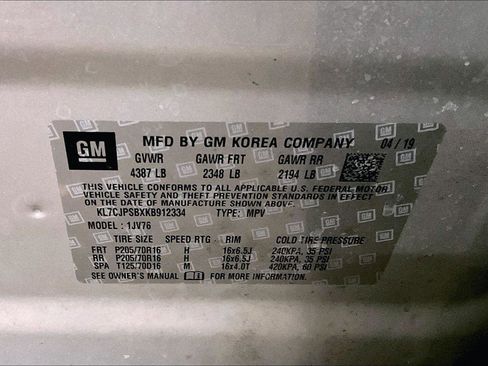 GM MFD BY GM KOREA COMPANY 04/19
GVWR GAWR FRT GAWR RR
4387 LB 2348 LB 2194 LB
THIS VEHICLE CONFORMS TO ALL APPLICABLE U.S. FEDERAL MOTOR
VEHICLE SAFETY AND THEFT PREVENTION STANDARDS IN EFFECT ON
THE DATE OF MANUFACTURE SHOWN ABOVE.
KL7CJPSBXKB912334 TYPE: MPV
MODEL: 1JV76
TIRE SIZE SPEED RTG RIM COLD TIRE PRESSURE
FRT P205/70R16 H 16x6.5J 240KPA, 35 PSI
RR P205/70R16 H 16x6.5J 240KPA, 35 PSI
SPA T125/70D16 M 16x4.0T 420KPA, 60 PSI
SEE OWNER'S MANUAL FOR MORE INFORMATION.